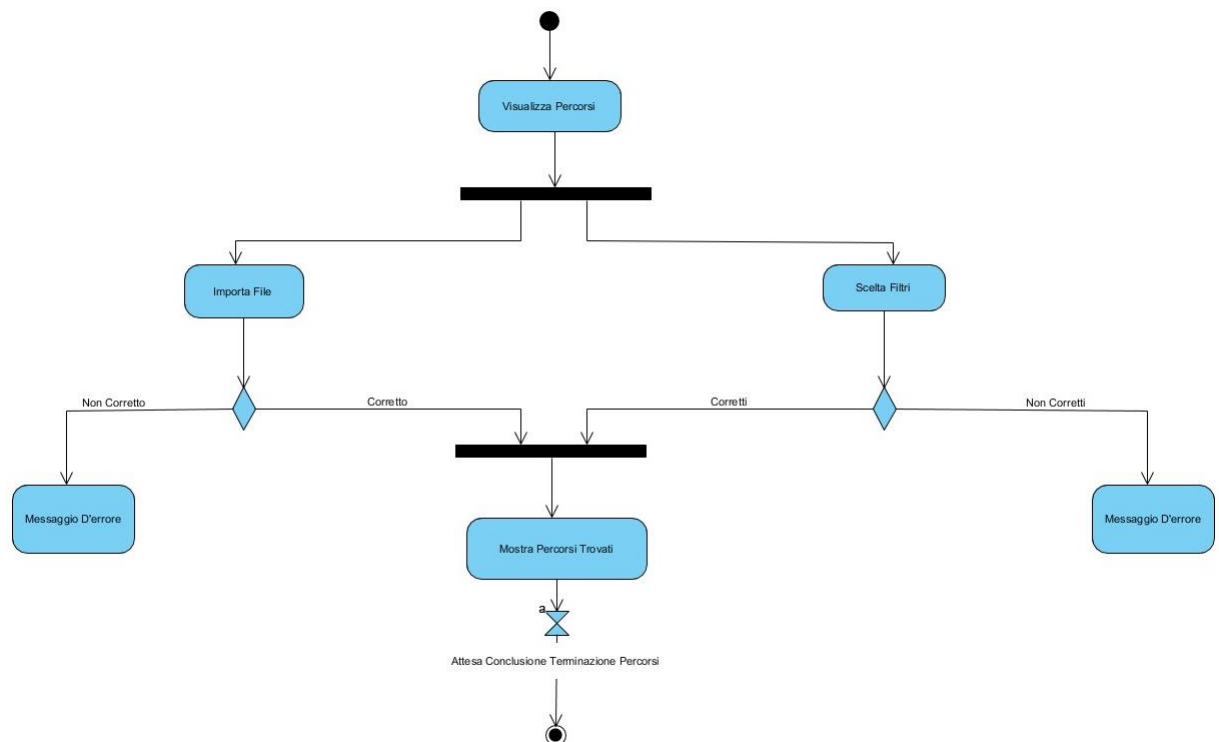 Visualizza Percorsi
Importa File
Scelta Filtri
Non Corretto
Corretto
Corretti
Non Corretti
Messaggio D'errore
Mostra Percorsi Trovati
Messaggio D'errore
a
Attesa Conclusione Terminazione Percorsi